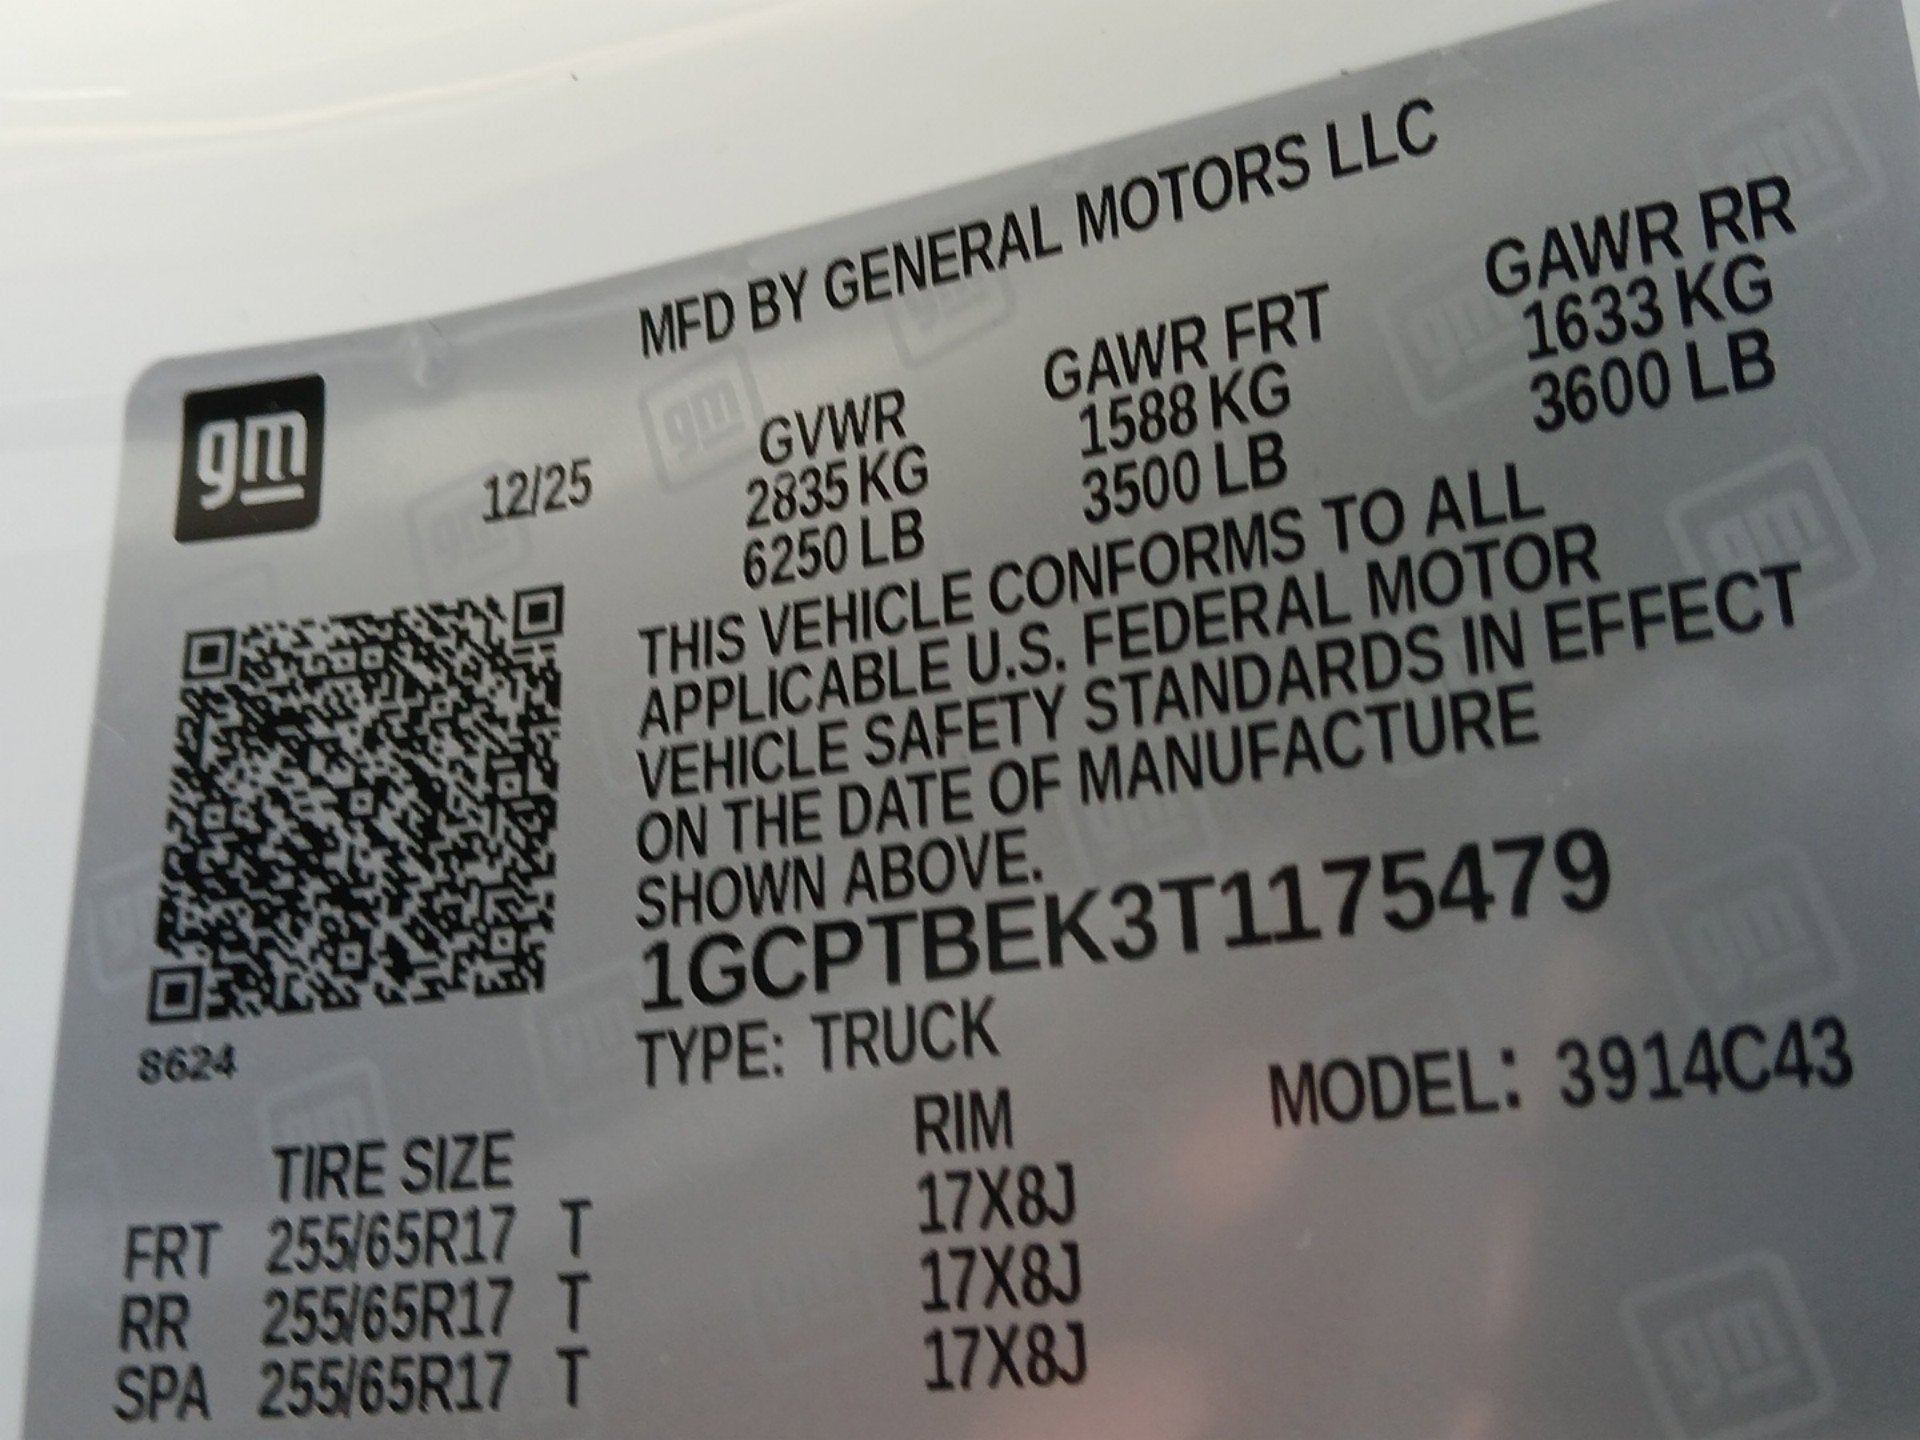 MFD BY GENERAL MOTORS LLC
gm
12/25 GVWR GAWR FRT GAWR RR
2835 KG 1588 KG 1633 KG
6250 LB 3500 LB 3600 LB
THIS VEHICLE CONFORMS TO ALL
APPLICABLE U.S. FEDERAL MOTOR
VEHICLE SAFETY STANDARDS IN EFFECT
ON THE DATE OF MANUFACTURE
SHOWN ABOVE.
1GCPTBEK3T1175479
8624
TYPE: TRUCK MODEL: 3914C43
TIRE SIZE RIM
FRT 255/65R17 T 17X8J
RR 255/65R17 T 17X8J
SPA 255/65R17 T 17X8J